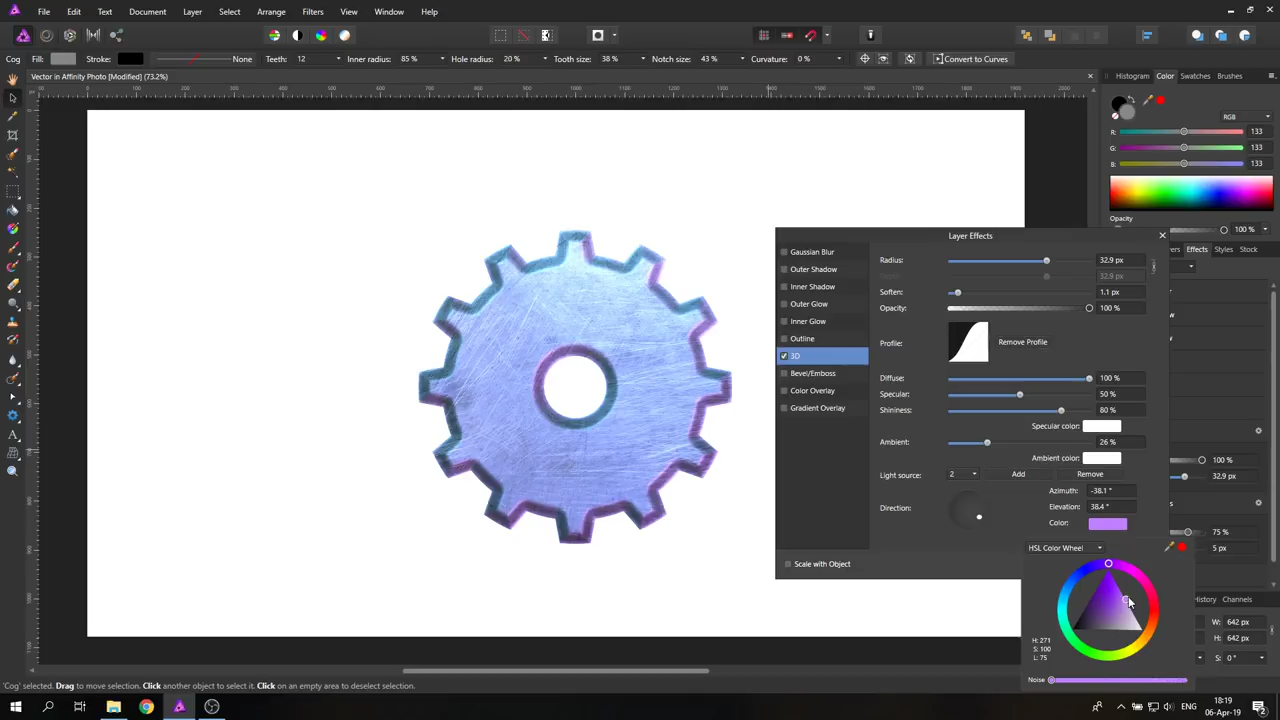 File Edit Text Document Layer Select Arrange Filters View Window Help
Cog Fill: Stroke: None Teeth: 12 Inner radius: 85 % Hole radius: 20 % Tooth size: 38 % Notch size: 43 % Curvature: 0 % Convert to Curves
Vector in Affinity Photo [Modified] (73.2%)
Histogram Color Swatches Brushes
RGB
R: 133
G: 133
B: 133
Opacity
100 %
Layer Effects
Effects Styles Stock
Gaussian Blur
Outer Shadow
Inner Shadow
Outer Glow
Inner Glow
Outline
3D
Bevel/Emboss
Color Overlay
Gradient Overlay
Scale with Object
Radius: 32.9 px
Depth: 32.9 px
Soften: 1.1 px
Opacity: 100 %
Profile: Remove Profile
Diffuse: 100 %
Specular: 50 %
Shininess: 80 %
Specular color:
Ambient: 26 %
Ambient color:
Light source: 2 Add Remove
Azimuth: -38.1 °
Direction: Elevation: 38.4 °
Color:
100 %
32.9 px
75 %
5 px
HSL Color Wheel
H: 271
S: 100
L: 75
Noise
History Channels
W: 642 px
H: 642 px
S: 0 °
'Cog' selected. Drag to move selection. Click another object to select it. Click on an empty area to deselect selection.
ENG
18:19
06-Apr-19